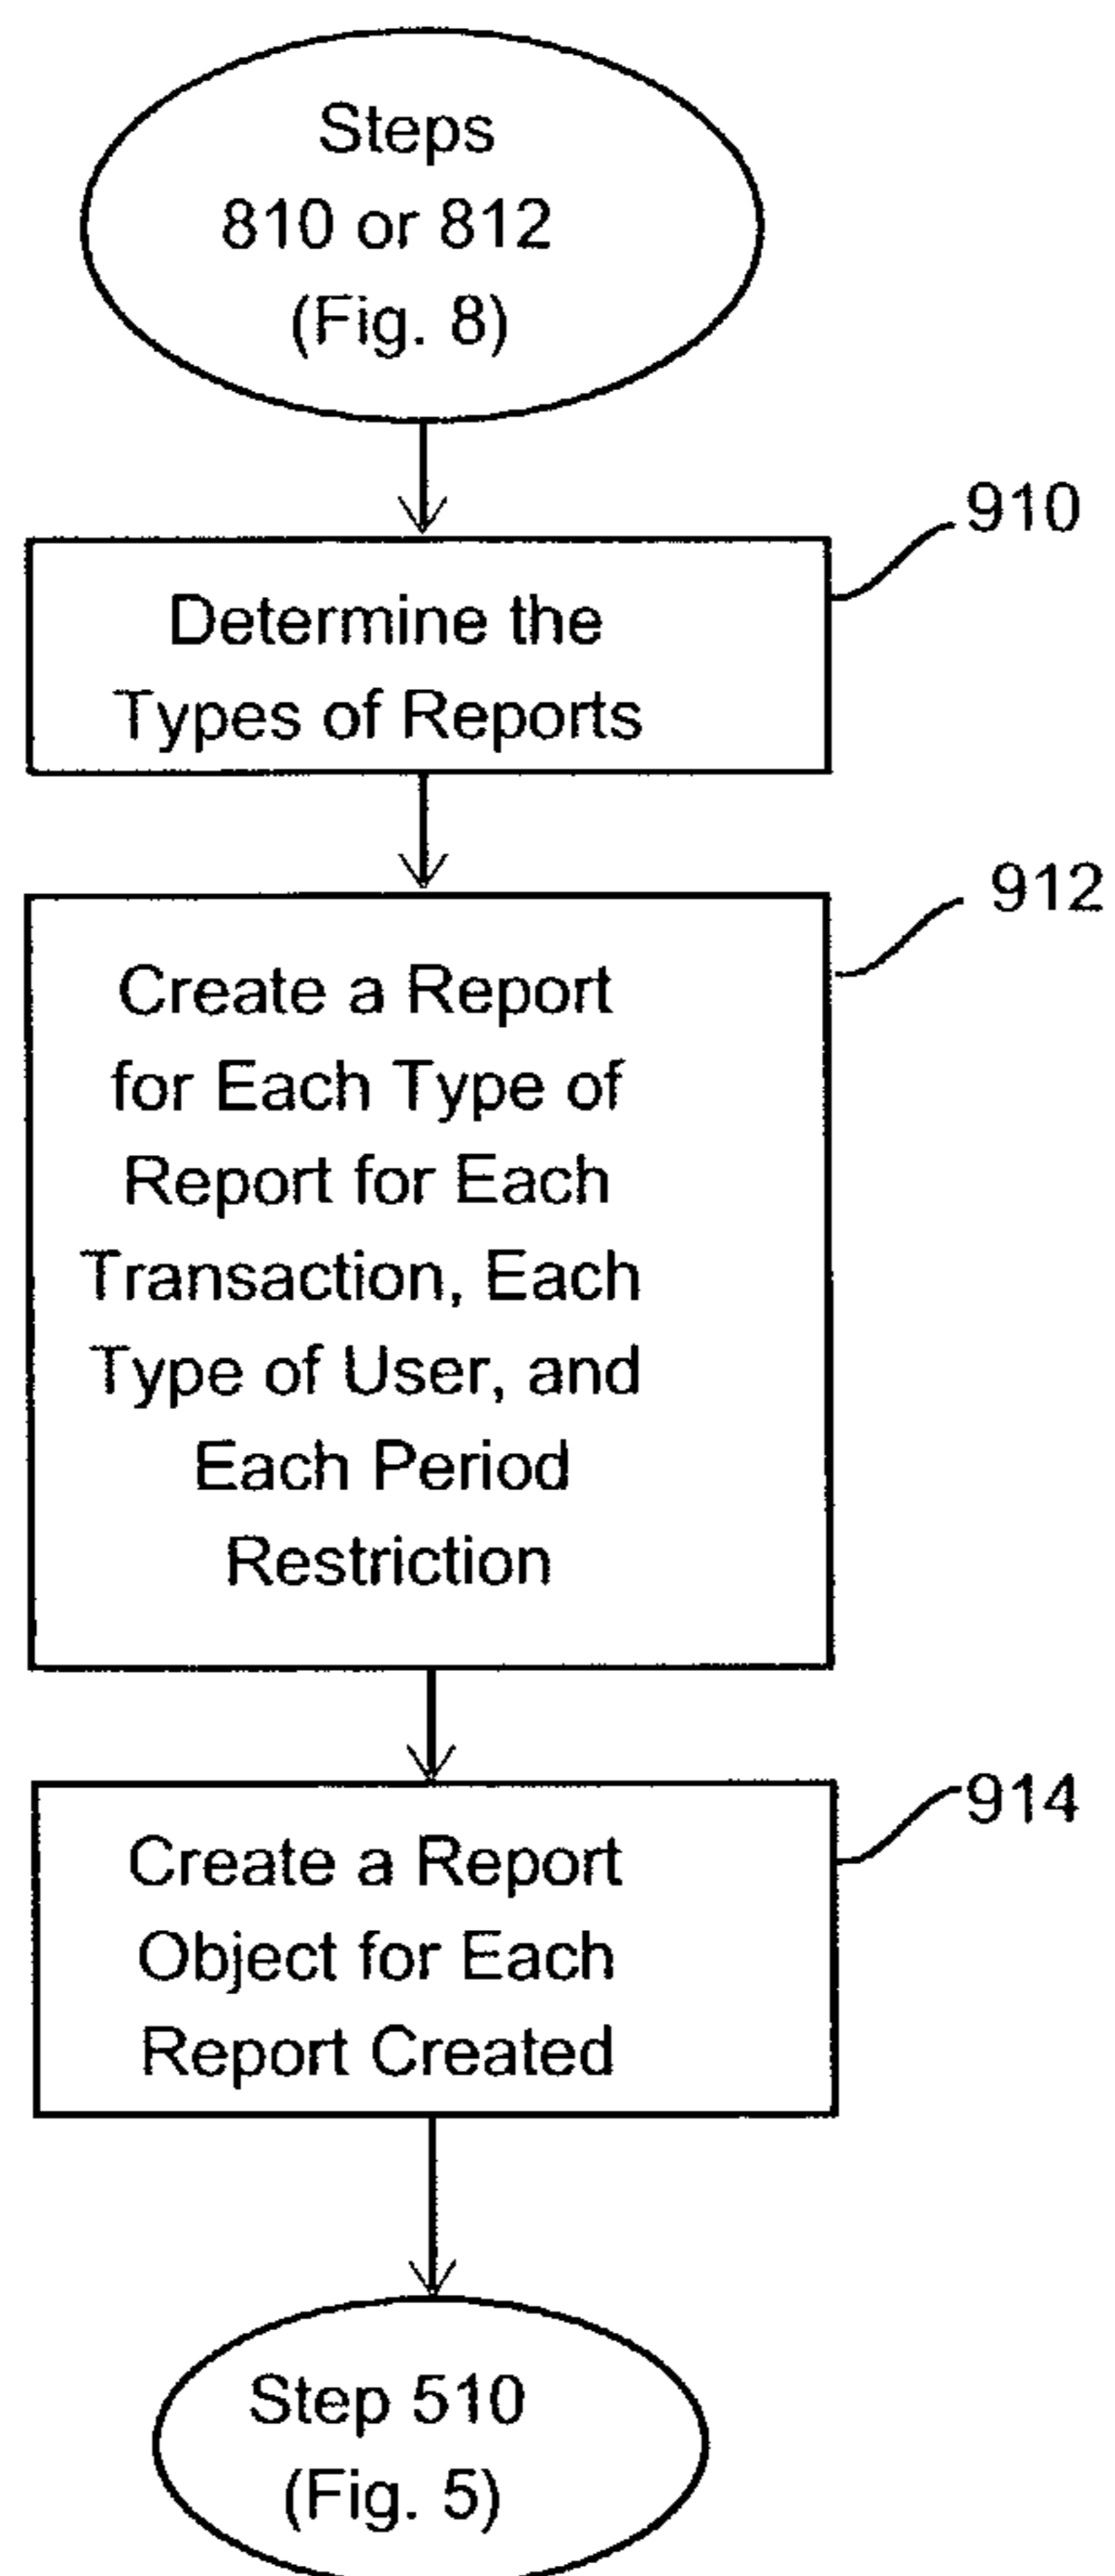 Steps
810 or 812
(Fig. 8)
910
Determine the
Types of Reports
912
Create a Report
for Each Type of
Report for Each
Transaction, Each
Type of User, and
Each Period
Restriction
914
Create a Report
Object for Each
Report Created
Step 510
(Fig. 5)